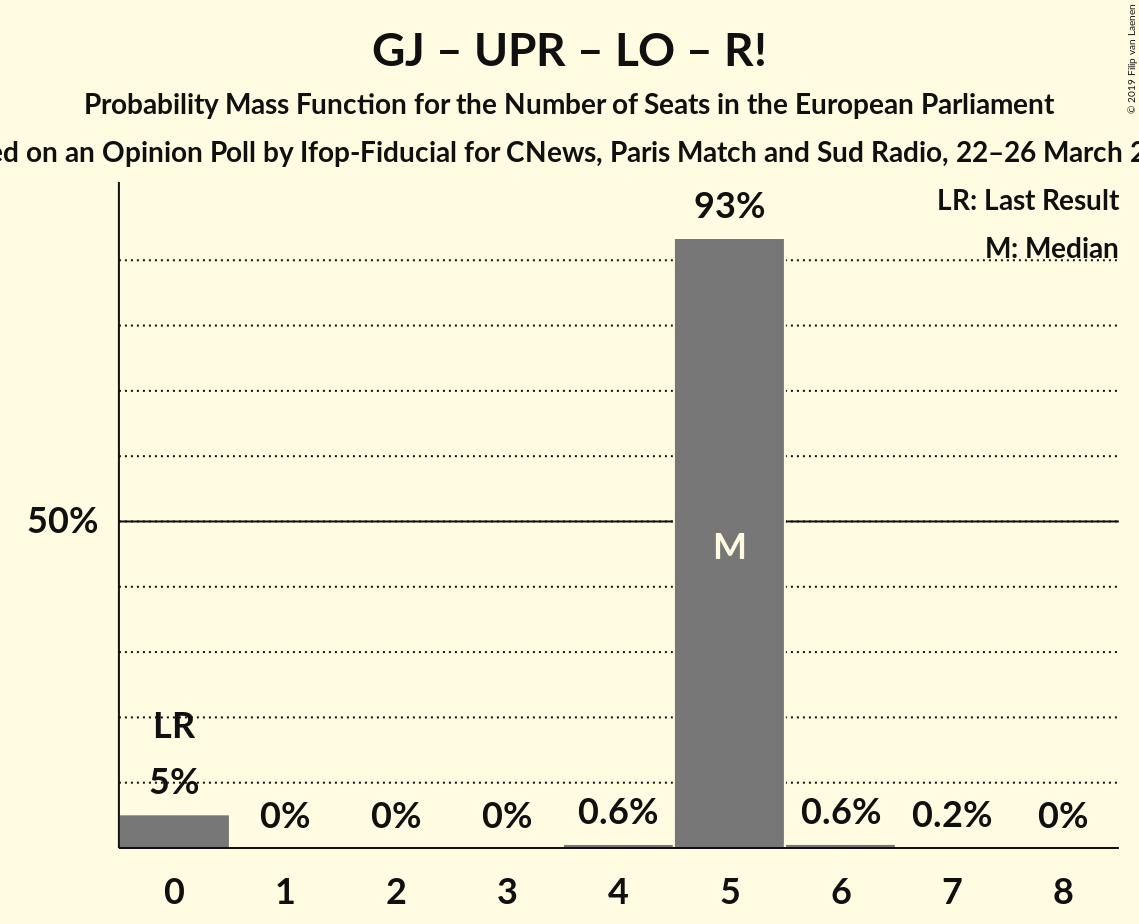 GJ – UPR – LO – R!
Probability Mass Function for the Number of Seats in the European Parliament
on an Opinion Poll by Ifop-Fiducial for CNews, Paris Match and Sud Radio, 22–26 March
© 2019 Filip van Laenen
LR: Last Result
M: Median
93%
50%
M
LR
5%
0%
0%
0%
0.6%
0.6%
0.2%
0%
0
1
2
3
4
5
6
7
8